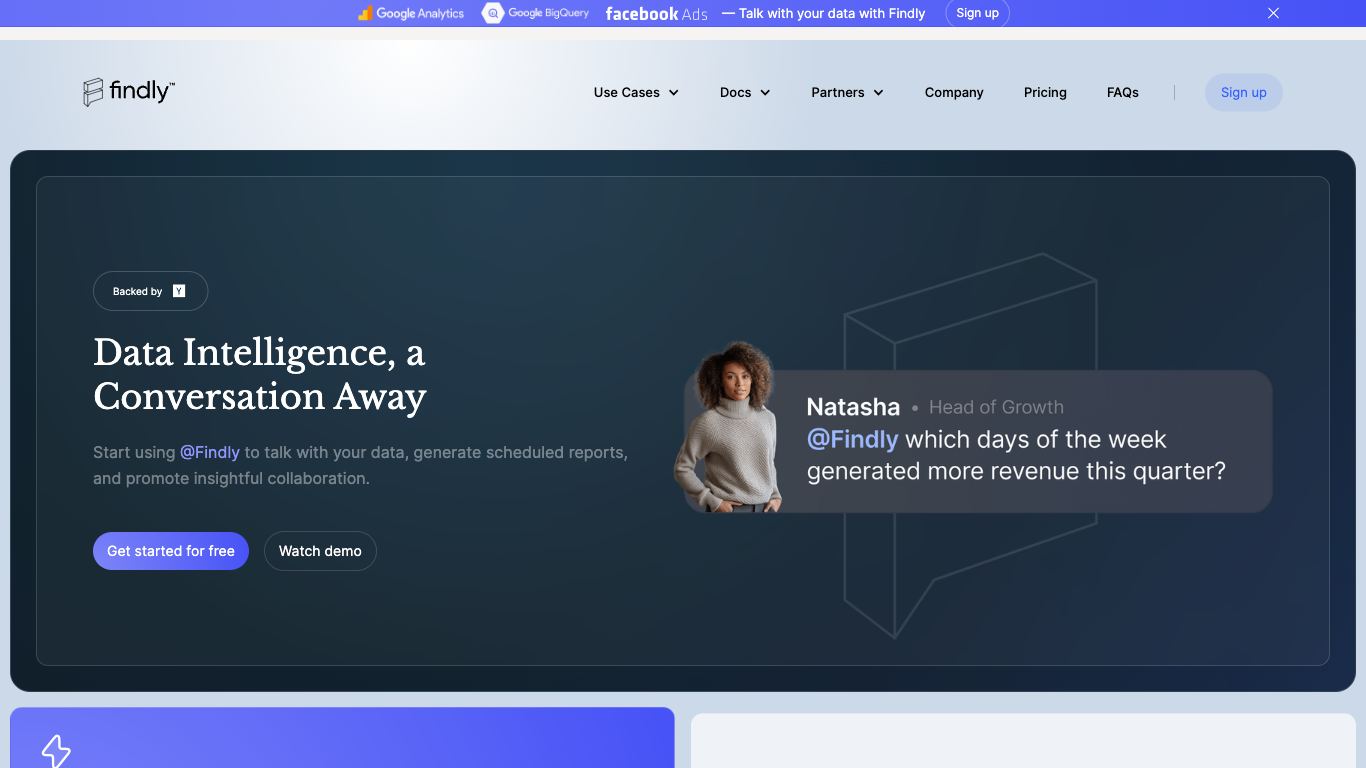 Google Analytics Google BigQuery facebook Ads — Talk with your data with Findly Sign up
findly™ Use Cases Docs Partners Company Pricing FAQs Sign up
Backed by Y
Data Intelligence, a
Conversation Away
Start using @Findly to talk with your data, generate scheduled reports,
and promote insightful collaboration.
Get started for free Watch demo
Natasha • Head of Growth
@Findly which days of the week
generated more revenue this quarter?